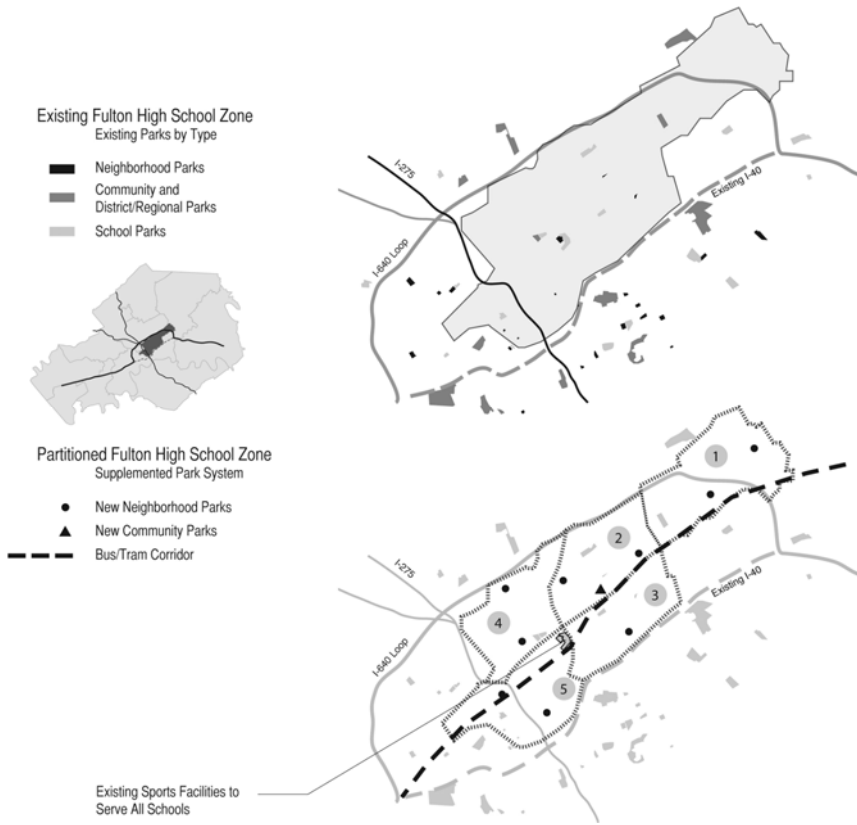 Existing Fulton High School Zone
Existing Parks by Type
Neighborhood Parks
Community and
District/Regional Parks
School Parks
I-275
I-640 Loop
Existing I-40
Partitioned Fulton High School Zone
Supplemented Park System
New Neighborhood Parks
New Community Parks
Bus/Tram Corridor
1
2
3
4
5
I-275
I-640 Loop
Existing I-40
Existing Sports Facilities to
Serve All Schools